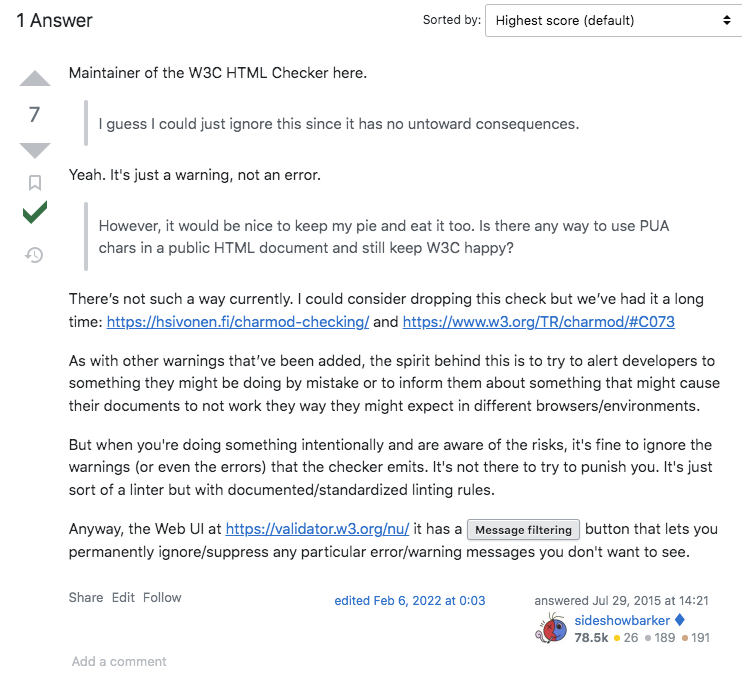 1 Answer
Sorted by:
Highest score (default)
Maintainer of the W3C HTML Checker here.
7
I guess I could just ignore this since it has no untoward consequences.
Yeah. It's just a warning, not an error.
However, it would be nice to keep my pie and eat it too. Is there any way to use PUA
chars in a public HTML document and still keep W3C happy?
There's not such a way currently. I could consider dropping this check but we've had it a long
time: https://hsivonen.fi/charmod-checking/ and https://www.w3.org/TR/charmod/#C073
As with other warnings that've been added, the spirit behind this is to try to alert developers to
something they might be doing by mistake or to inform them about something that might cause
their documents to not work they way they might expect in different browsers/environments.
But when you're doing something intentionally and are aware of the risks, it's fine to ignore the
warnings (or even the errors) that the checker emits. It's not there to try to punish you. It's just
sort of a linter but with documented/standardized linting rules.
Anyway, the Web UI at https://validator.w3.org/nu/ it has a Message filtering button that lets you
permanently ignore/suppress any particular error/warning messages you don't want to see.
Share Edit Follow
edited Feb 6, 2022 at 0:03
answered Jul 29, 2015 at 14:21
sideshowbarker
78.5k 26 189 191
Add a comment